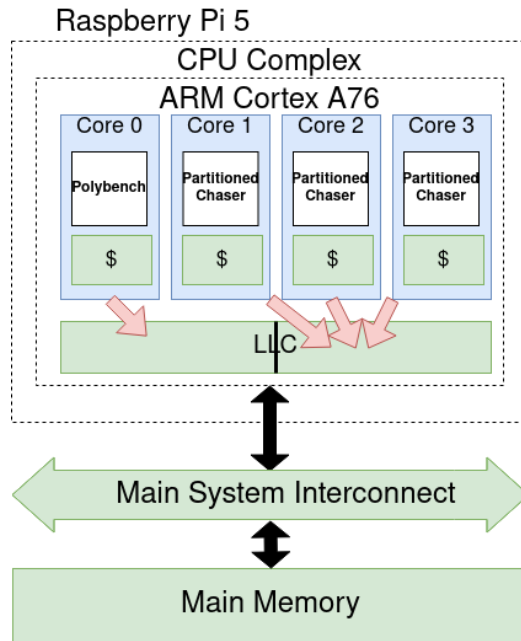 Raspberry Pi 5
CPU Complex
ARM Cortex A76
Core 0
Core 1
Core 2
Core 3
Polybench
Partitioned
Chaser
Partitioned
Chaser
Partitioned
Chaser
$
$
$
$
LLC
Main System Interconnect
Main Memory